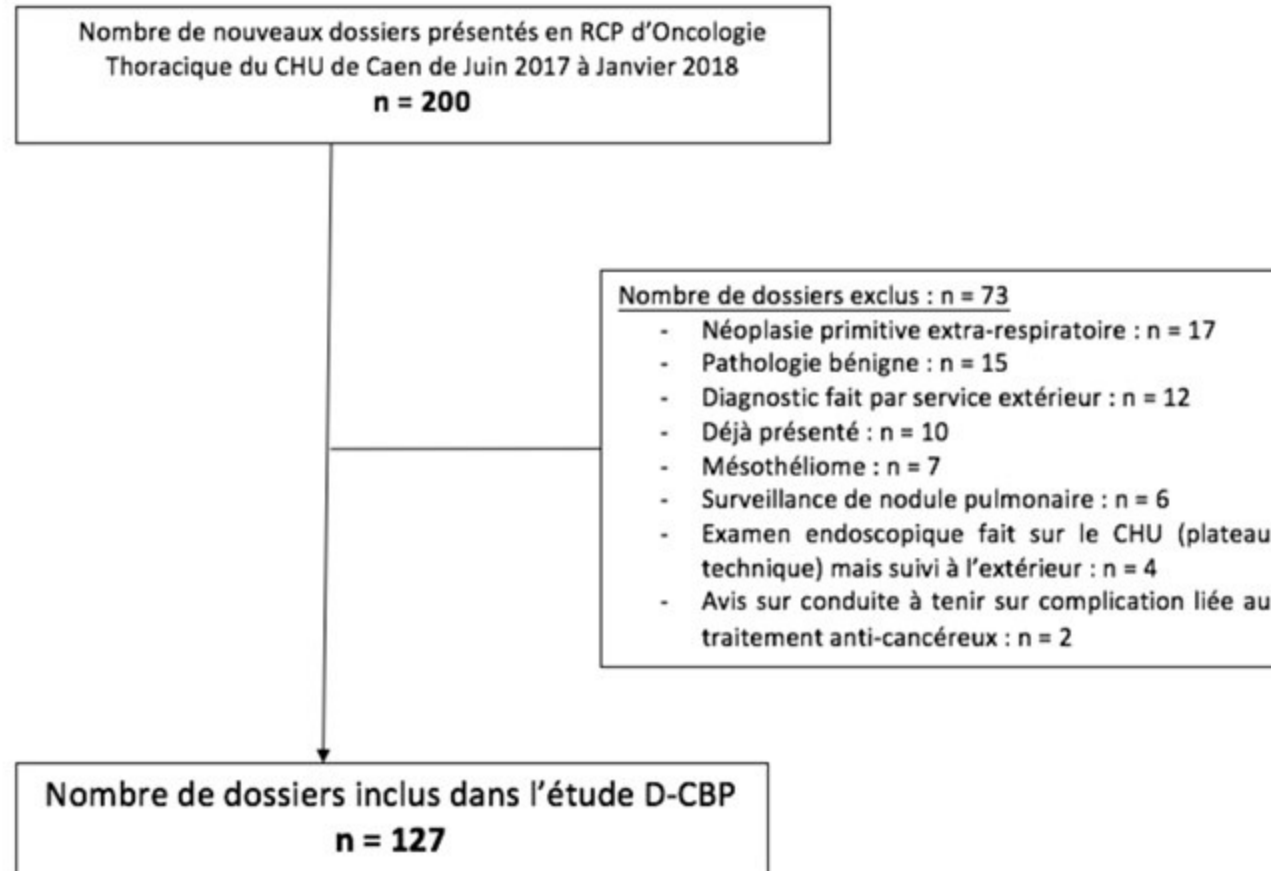 Nombre de nouveaux dossiers présentés en RCP d'Oncologie
Thoracique du CHU de Caen de Juin 2017 à Janvier 2018
n = 200
Nombre de dossiers exclus : n = 73
- Néoplasie primitive extra-respiratoire : n = 17
- Pathologie bénigne : n = 15
- Diagnostic fait par service extérieur : n = 12
- Déjà présenté : n = 10
- Mésothéliome : n = 7
- Surveillance de nodule pulmonaire : n = 6
- Examen endoscopique fait sur le CHU (plateau
technique) mais suivi à l'extérieur : n = 4
- Avis sur conduite à tenir sur complication liée au
traitement anti-cancéreux : n = 2
Nombre de dossiers inclus dans l'étude D-CBP
n = 127